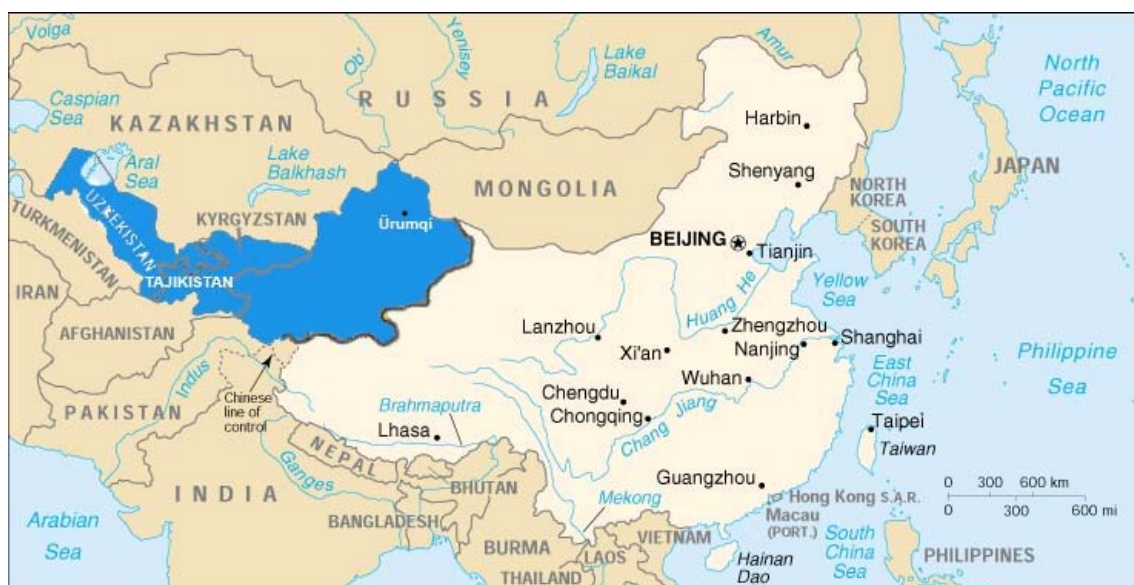 Volga
Ob'
Yenisey
Lake
Baikal
Amur
North
Pacific
Ocean
RUSSIA
Caspian
Sea
KAZAKHSTAN
Harbin
Aral
Sea
Lake
Balkhash
MONGOLIA
Shenyang
JAPAN
NORTH
KOREA
UZKEKISTAN
TURKMENISTAN
KYRGYZSTAN
Ürumqi
SOUTH
KOREA
BEIJING
Tianjin
TAJIKISTAN
IRAN
Yellow
Sea
Huang He
AFGHANISTAN
Lanzhou
Zhengzhou
Xi'an
Nanjing
Shanghai
Indus
Chinese
line of
control
East
China
Sea
Philippine
Sea
Wuhan
Chengdu
Chongqing
Chang Jiang
PAKISTAN
Brahmaputra
Lhasa
Taipei
Taiwan
NEPAL
Ganges
INDIA
BHUTAN
Guangzhou
0 300 600 km
0 300 600 mi
Mekong
Hong Kong S.A.R.
Macau
(PORT.)
BANGLADESH
Arabian
Sea
BURMA
VIETNAM
LAOS
THAILAND
Hainan
Dao
South
China
Sea
PHILIPPINES